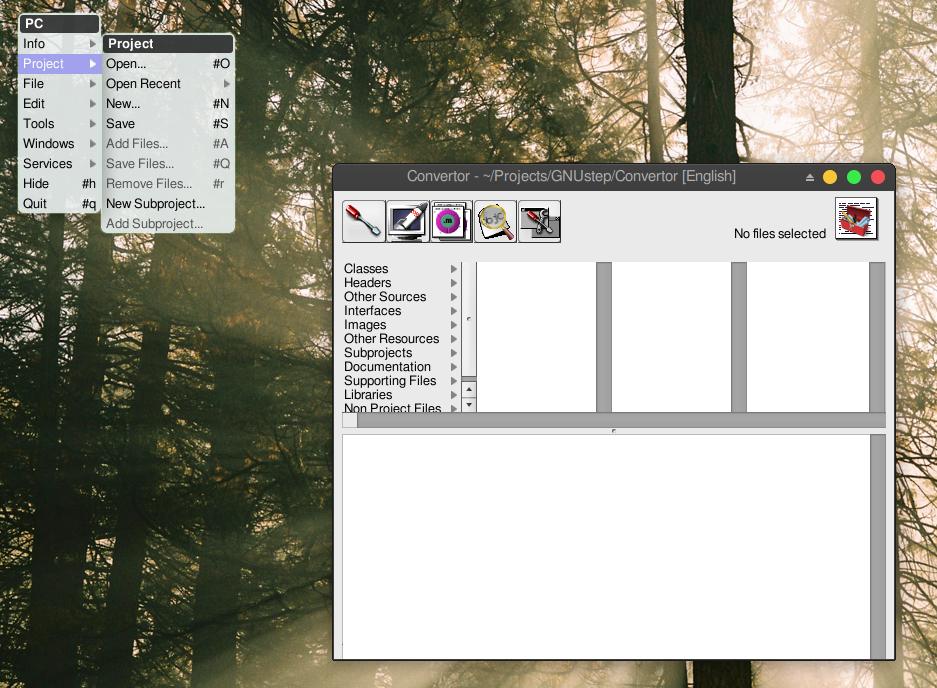 PC
Info
Project
File
Edit
Tools
Windows
Services
Hide #h
Quit #q
Project
Open... #O
Open Recent
New... #N
Save #S
Add Files... #A
Save Files... #Q
Remove Files... #r
New Subproject...
Add Subproject...
Convertor - ~/Projects/GNUstep/Convertor [English]
No files selected
Classes
Headers
Other Sources
Interfaces
Images
Other Resources
Subprojects
Documentation
Supporting Files
Libraries
Non Project Files